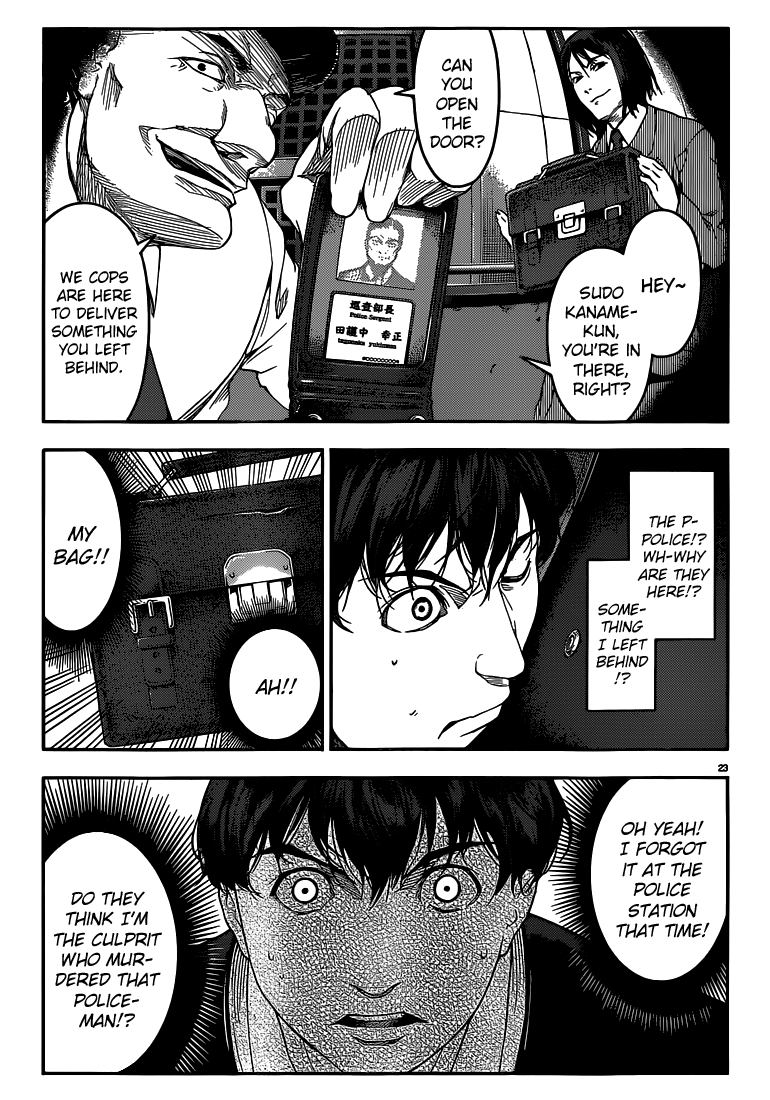 CAN
YOU
OPEN
THE
DOOR?
HEY~
SUDO
KANAME-
KUN,
YOU'RE IN
THERE,
RIGHT?
WE COPS
ARE HERE
TO DELIVER
SOMETHING
YOU LEFT
BEHIND.
巡査部長
Police Sergeant
田議中 幸正
THE P-
POLICE!?
WH-WHY
ARE THEY
HERE!?
SOME-
THING
I LEFT
BEHIND
!?
MY
BAG!!
AH!!
23
OH YEAH!
I FORGOT
IT AT THE
POLICE
STATION
THAT TIME!
DO THEY
THINK I'M
THE CULPRIT
WHO MUR-
DERED THAT
POLICE-
MAN!?